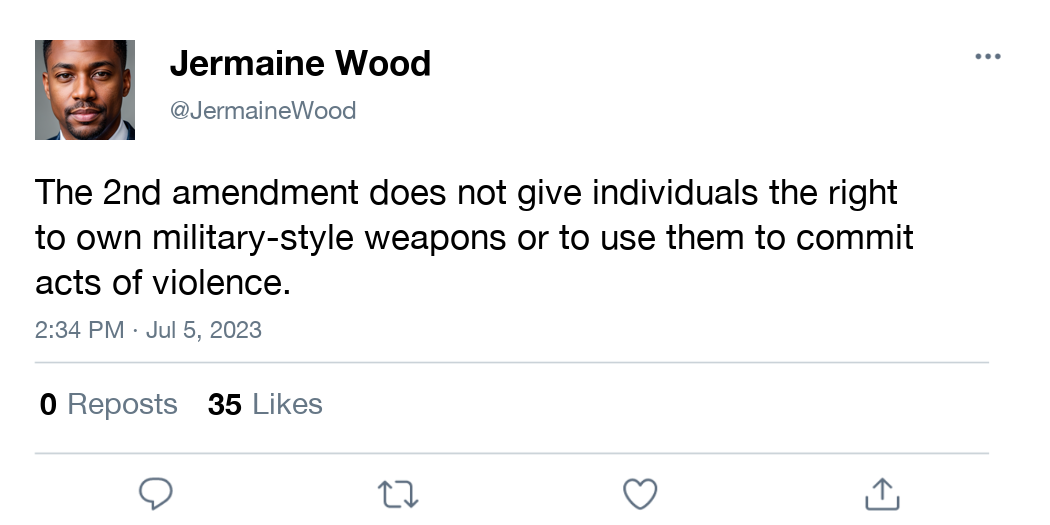 Jermaine Wood
@JermaineWood
The 2nd amendment does not give individuals the right
to own military-style weapons or to use them to commit
acts of violence.
2:34 PM · Jul 5, 2023
0 Reposts 35 Likes